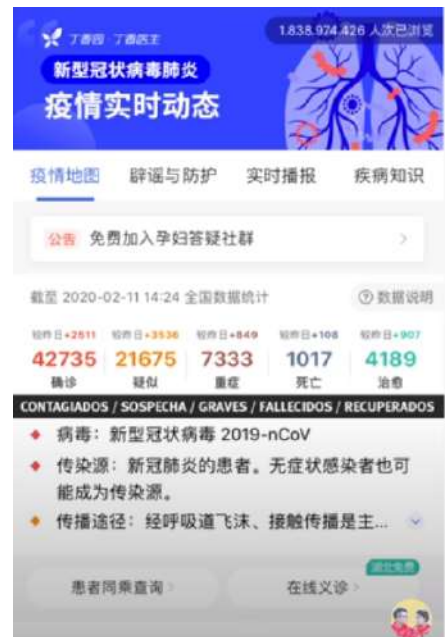 丁香园·丁香医生
1.838.974.426 人次已浏览
新型冠状病毒肺炎
疫情实时动态
疫情地图 辟谣与防护 实时播报 疾病知识
公告 免费加入孕妇答疑社群
截至 2020-02-11 14:24 全国数据统计 ?数据说明
较昨日+2511 较昨日+3536 较昨日+849 较昨日+108 较昨日+907
42735 21675 7333 1017 4189
确诊 疑似 重症 死亡 治愈
CONTAGIADOS / SOSPECHA / GRAVES / FALLECIDOS / RECUPERADOS
病毒：新型冠状病毒 2019-nCoV
传染源：新冠肺炎的患者。无症状感染者也可
能成为传染源。
传播途径：经呼吸道飞沫、接触传播是主...
湖北免费
患者同乘查询 在线义诊